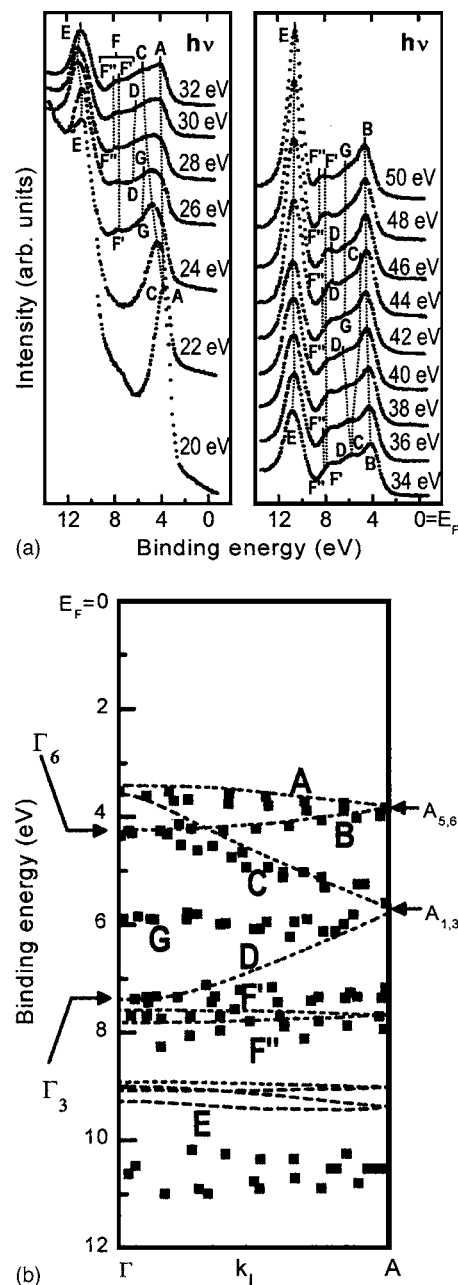 E F C A hν
F'' F'
D
32 eV
30 eV
E
G
28 eV
F''
D
26 eV
F'
G
24 eV
C A
22 eV
20 eV
12 8 4 0
Intensity (arb. units)
E hν
B
F'' F' G
50 eV
48 eV
D
46 eV
F'' C
44 eV
G
42 eV
F'' D
40 eV
38 eV
F''
E D C
36 eV
F'' F' B
34 eV
12 8 4 0=E_F
(a) Binding energy (eV)
E_F=0
2
Γ6
4
A
A5,6
B
C
Binding energy (eV)
A1,3
6
G
D
F'
8
F''
Γ3
E
10
12
Γ k_l A
(b)